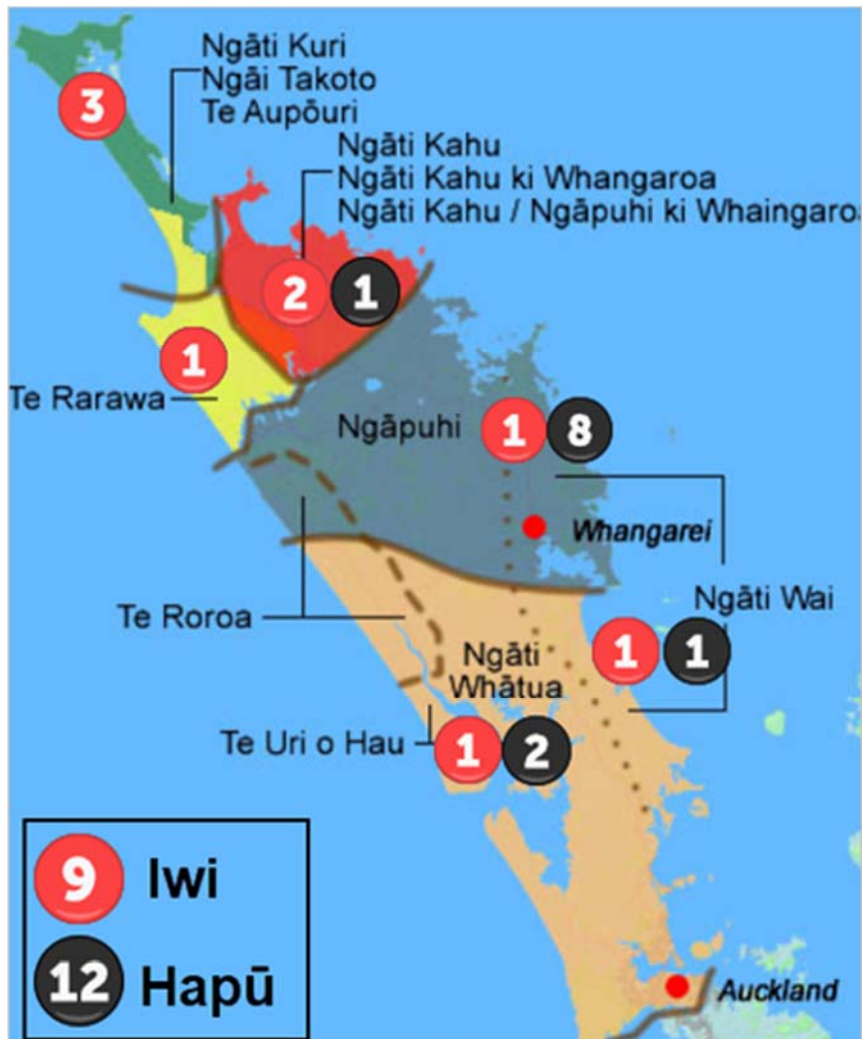 Ngāti Kuri
Ngāi Takoto
Te Aupōuri
3
Ngāti Kahu
Ngāti Kahu ki Whangaroa
Ngāti Kahu / Ngāpuhi ki Whaingaroa
2 1
1
Te Rarawa
Ngāpuhi 1 8
Whangarei
Te Roroa
Ngāti Wai
1 1
Ngāti
Whātua
Te Uri o Hau 1 2
9 Iwi
12 Hapū
Auckland